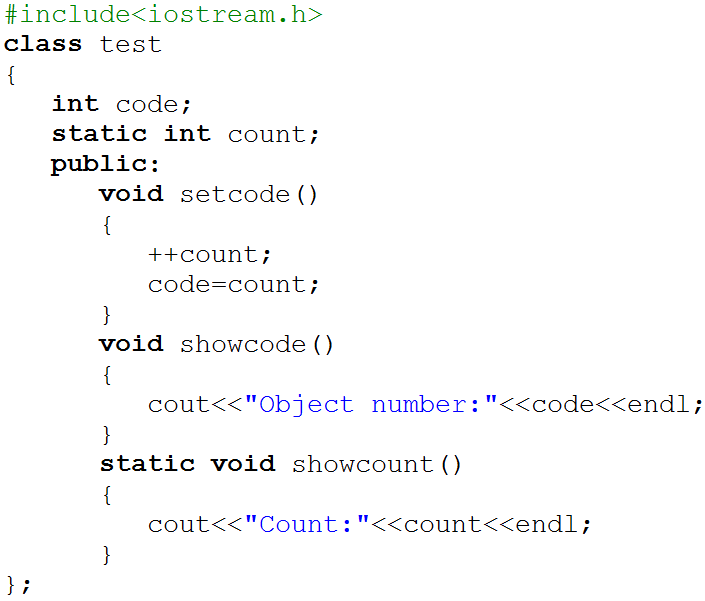 #include<iostream.h>
class test
{
   int code;
   static int count;
   public:
      void setcode()
      {
         ++count;
         code=count;
      }
      void showcode()
      {
         cout<<"Object number:"<<code<<endl;
      }
      static void showcount()
      {
         cout<<"Count:"<<count<<endl;
      }
};